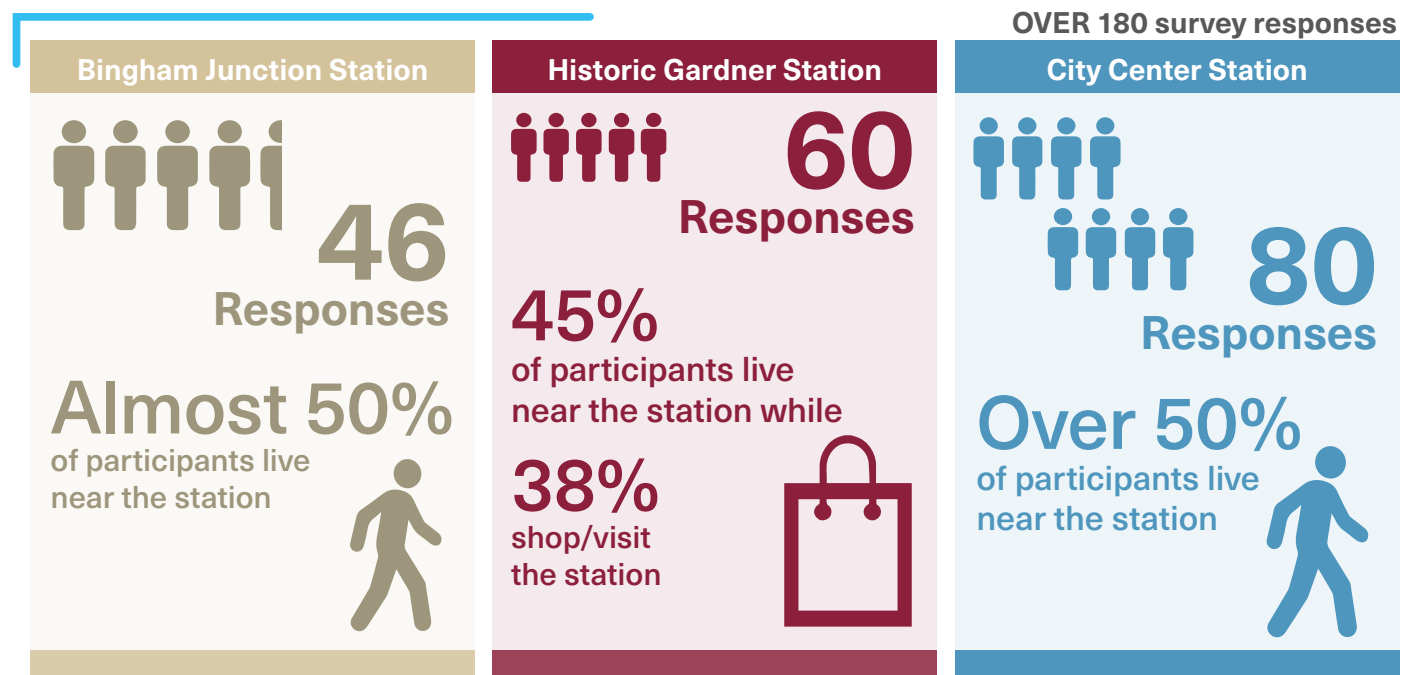 OVER 180 survey responses
Bingham Junction Station
46
Responses
Almost 50%
of participants live
near the station
Historic Gardner Station
60
Responses
45%
of participants live
near the station while
38%
shop/visit
the station
City Center Station
80
Responses
Over 50%
of participants live
near the station